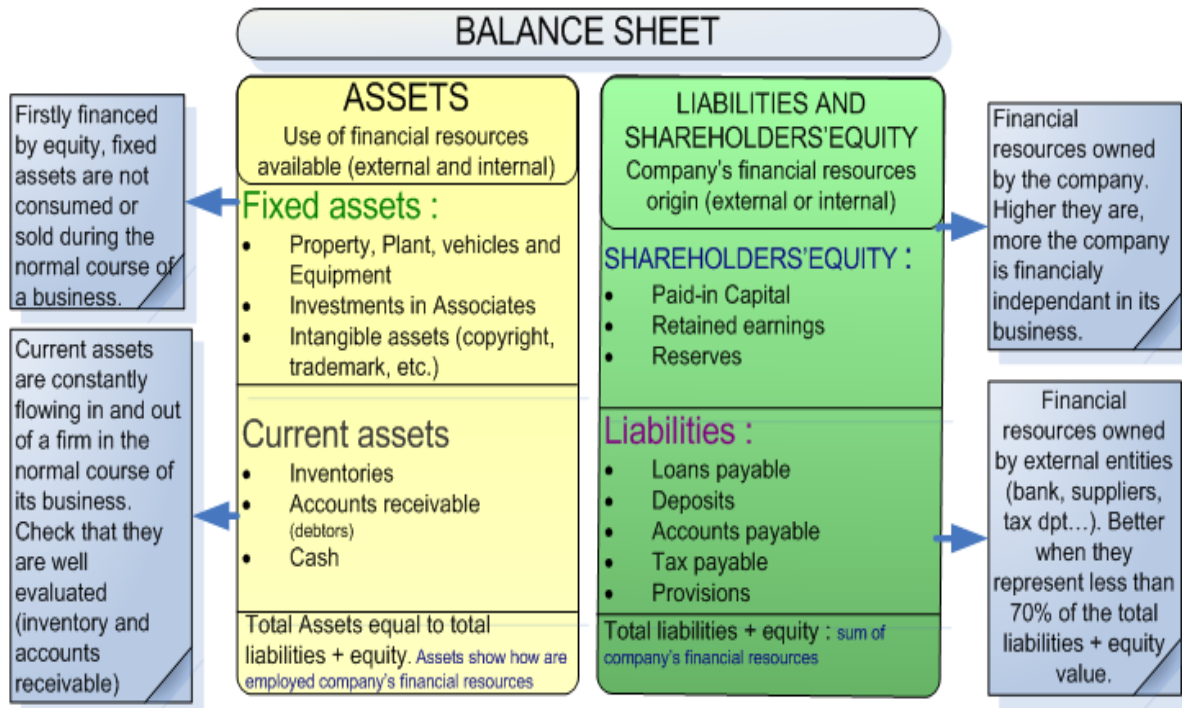 BALANCE SHEET
Firstly financed
by equity, fixed
assets are not
consumed or
sold during the
normal course of
a business.
Current assets
are constantly
flowing in and out
of a firm in the
normal course of
its business.
Check that they
are well
evaluated
(inventory and
accounts
receivable)
ASSETS
Use of financial resources
available (external and internal)
Fixed assets :
• Property, Plant, vehicles and
Equipment
• Investments in Associates
• Intangible assets (copyright,
trademark, etc.)
Current assets
• Inventories
• Accounts receivable
(debtors)
• Cash
Total Assets equal to total
liabilities + equity. Assets show how are
employed company's financial resources
LIABILITIES AND
SHAREHOLDERS'EQUITY
Company's financial resources
origin (external or internal)
SHAREHOLDERS'EQUITY :
• Paid-in Capital
• Retained earnings
• Reserves
Liabilities :
• Loans payable
• Deposits
• Accounts payable
• Tax payable
• Provisions
Total liabilities + equity : sum of
company's financial resources
Financial
resources owned
by the company.
Higher they are,
more the company
is financialy
independant in its
business.
Financial
resources owned
by external entities
(bank, suppliers,
tax dpt...). Better
when they
represent less than
70% of the total
liabilities + equity
value.